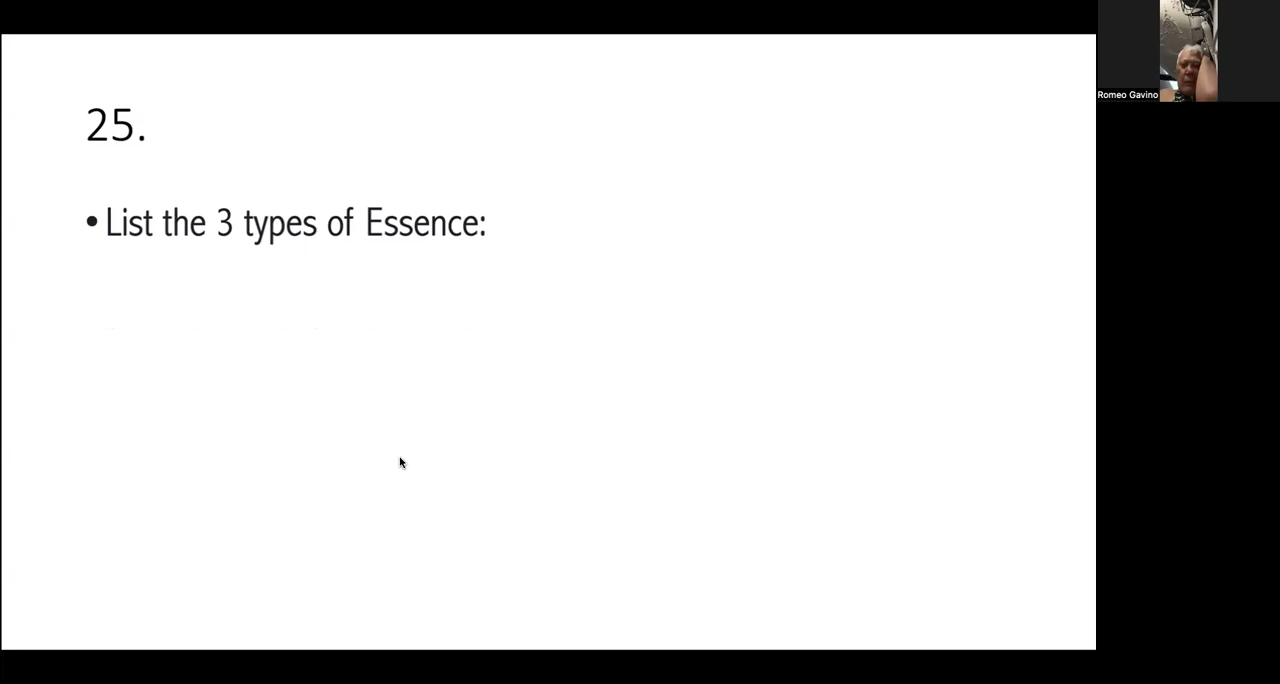 Romeo Gavino
25.
• List the 3 types of Essence: